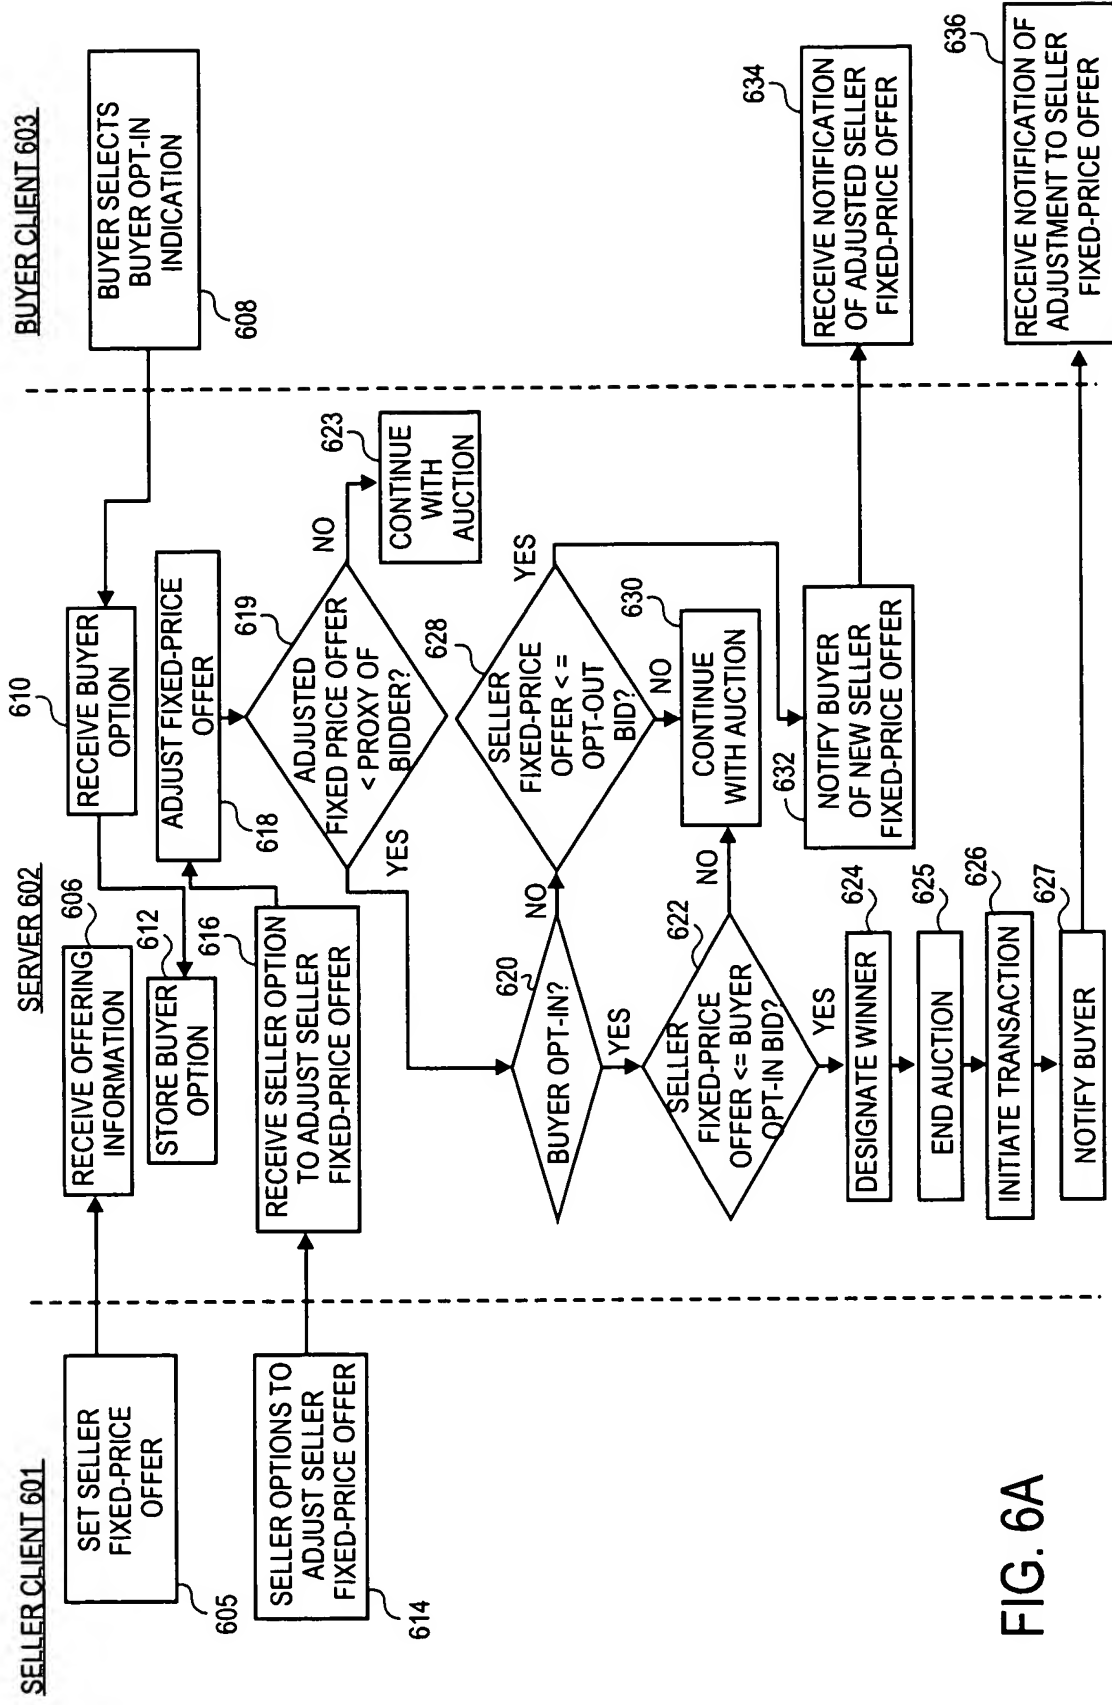 SELLER CLIENT 601
SERVER 602
BUYER CLIENT 603
SET SELLER
FIXED-PRICE
OFFER
605
RECEIVE OFFERING
INFORMATION
606
BUYER SELECTS
BUYER OPT-IN
INDICATION
608
RECEIVE BUYER
OPTION
610
STORE BUYER
OPTION
612
SELLER OPTIONS TO
ADJUST SELLER
FIXED-PRICE OFFER
614
RECEIVE SELLER OPTION
TO ADJUST SELLER
FIXED-PRICE OFFER
616
ADJUST FIXED-PRICE
OFFER
618
ADJUSTED
FIXED PRICE OFFER
< PROXY OF
BIDDER?
619
NO
YES
CONTINUE
WITH
AUCTION
623
BUYER OPT-IN?
620
NO
YES
SELLER
FIXED-PRICE
OFFER <=
OPT-OUT
BID?
628
YES
NO
SELLER
FIXED-PRICE
OFFER <= BUYER
OPT-IN BID?
622
NO
YES
CONTINUE
WITH AUCTION
630
NOTIFY BUYER
OF NEW SELLER
FIXED-PRICE OFFER
632
RECEIVE NOTIFICATION
OF ADJUSTED SELLER
FIXED-PRICE OFFER
634
DESIGNATE WINNER
624
END AUCTION
625
INITIATE TRANSACTION
626
NOTIFY BUYER
627
RECEIVE NOTIFICATION OF
ADJUSTMENT TO SELLER
FIXED-PRICE OFFER
636
FIG. 6A